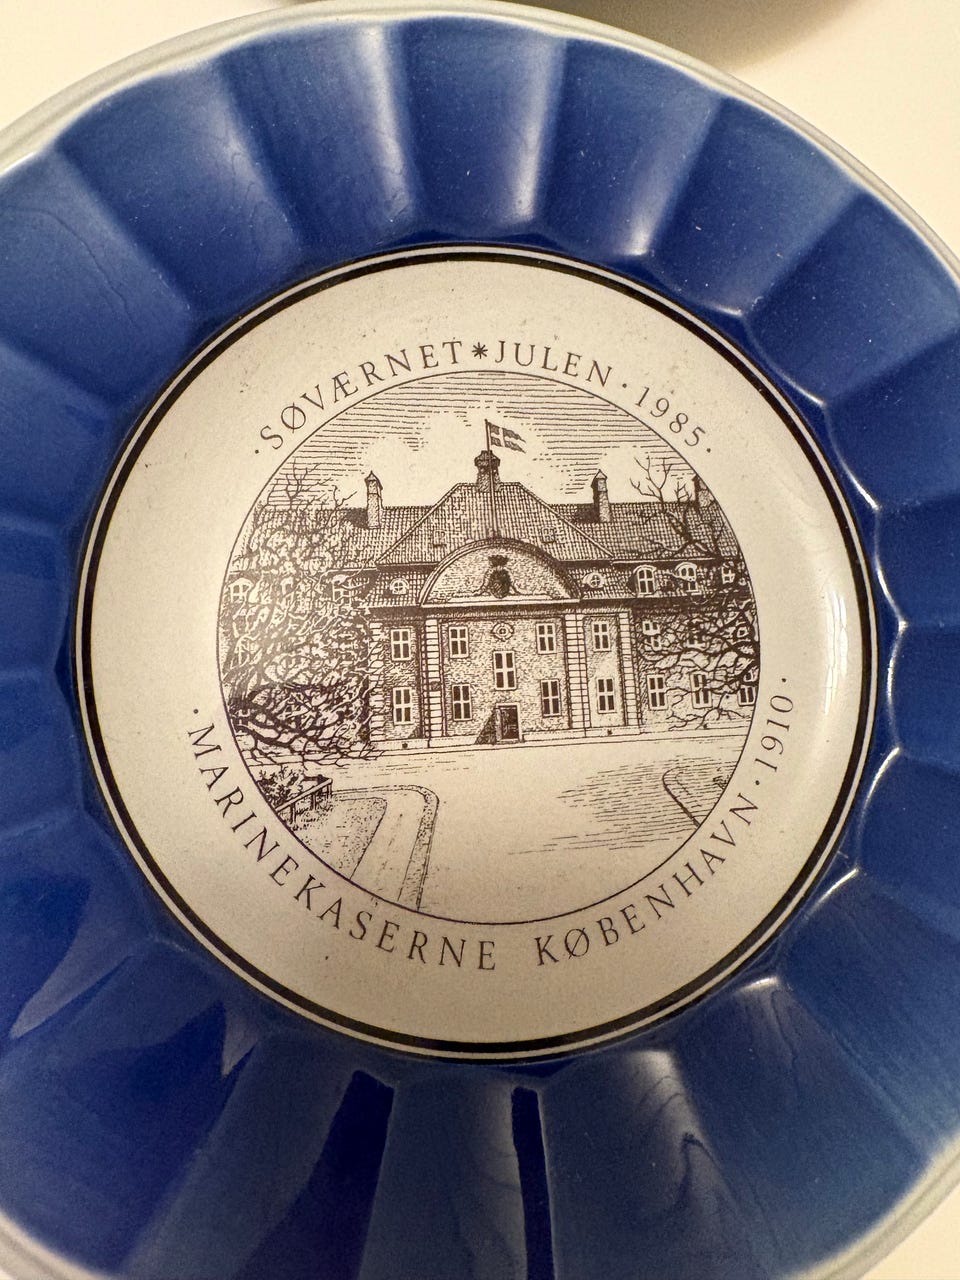 · SØVÆRNET * JULEN · 1985 ·
· MARINEKASERNE KØBENHAVN · 1910 ·